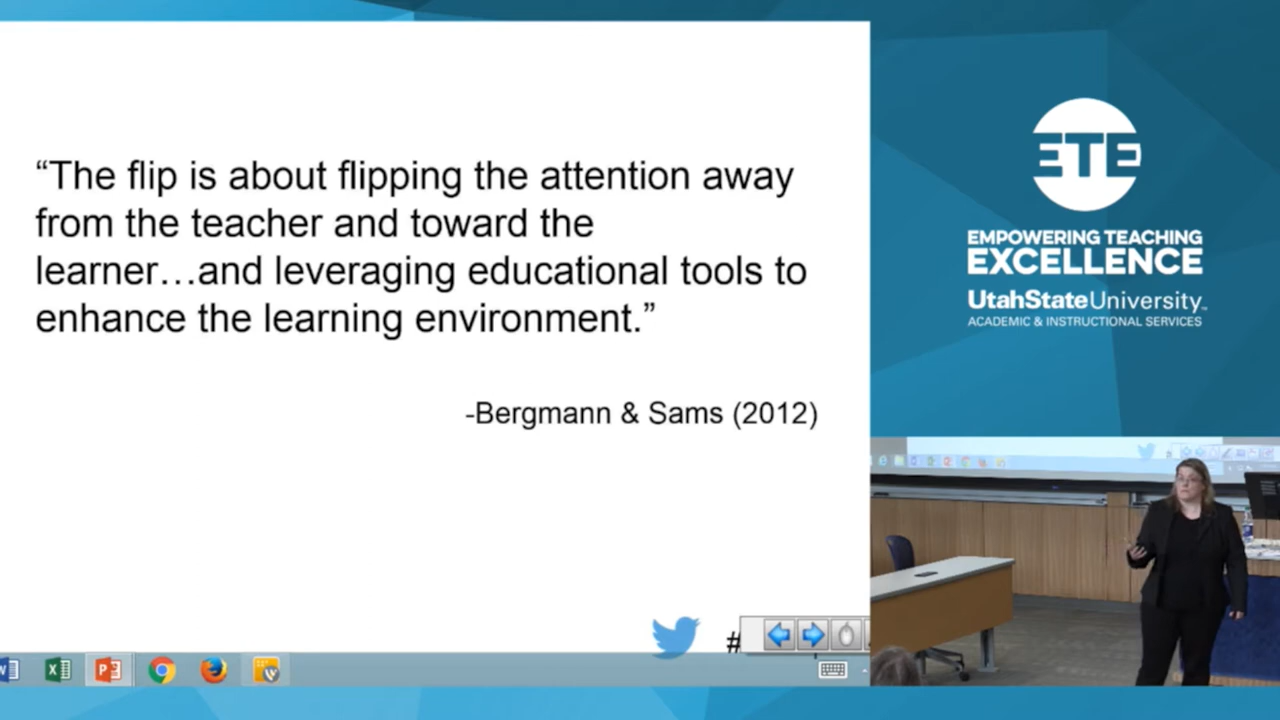 “The flip is about flipping the attention away
from the teacher and toward the
learner…and leveraging educational tools to
enhance the learning environment.”
-Bergmann & Sams (2012)
#
ETE
EMPOWERING TEACHING
EXCELLENCE
UtahStateUniversity
ACADEMIC & INSTRUCTIONAL SERVICES